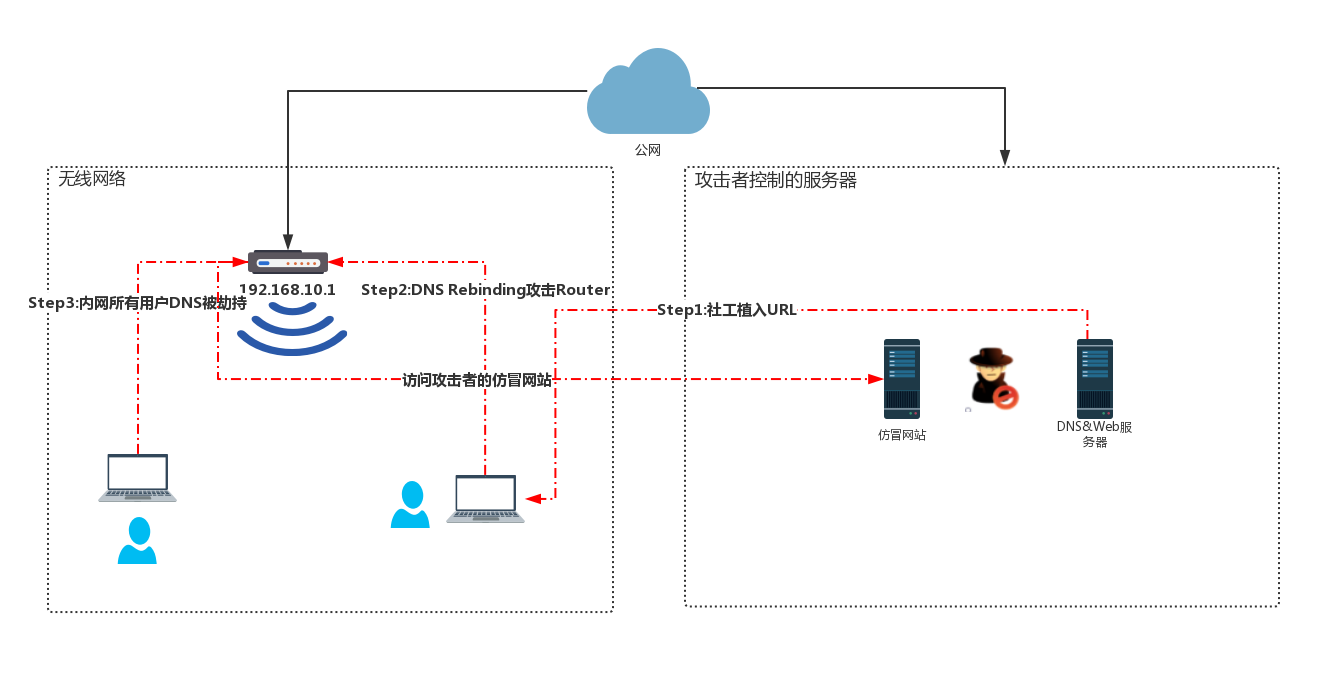 公网
无线网络
攻击者控制的服务器
192.168.10.1
Step2:DNS Rebinding攻击Router
Step3:内网所有用户DNS被劫持
Step1:社工植入URL
访问攻击者的仿冒网站
仿冒网站
DNS&Web服
务器